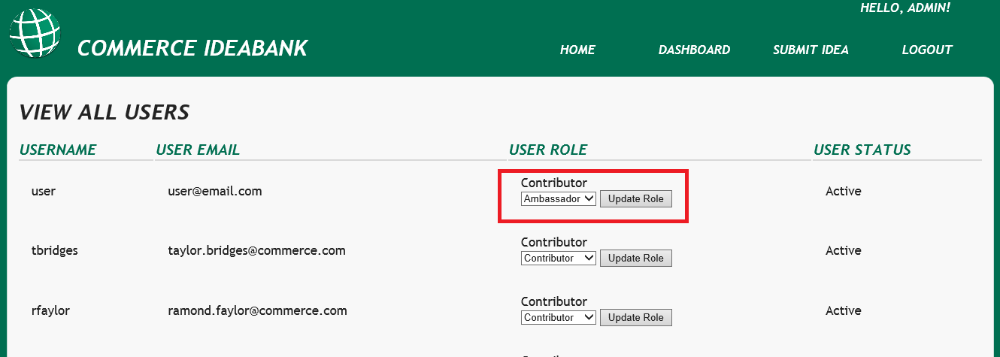 HELLO, ADMIN!
COMMERCE IDEABANK
HOME DASHBOARD SUBMIT IDEA LOGOUT
VIEW ALL USERS
USERNAME USER EMAIL USER ROLE USER STATUS
Contributor
user user@email.com Active
Ambassador Update Role
Contributor
tbridges taylor.bridges@commerce.com Active
Contributor Update Role
Contributor
rfaylor ramond.faylor@commerce.com Active
Contributor Update Role